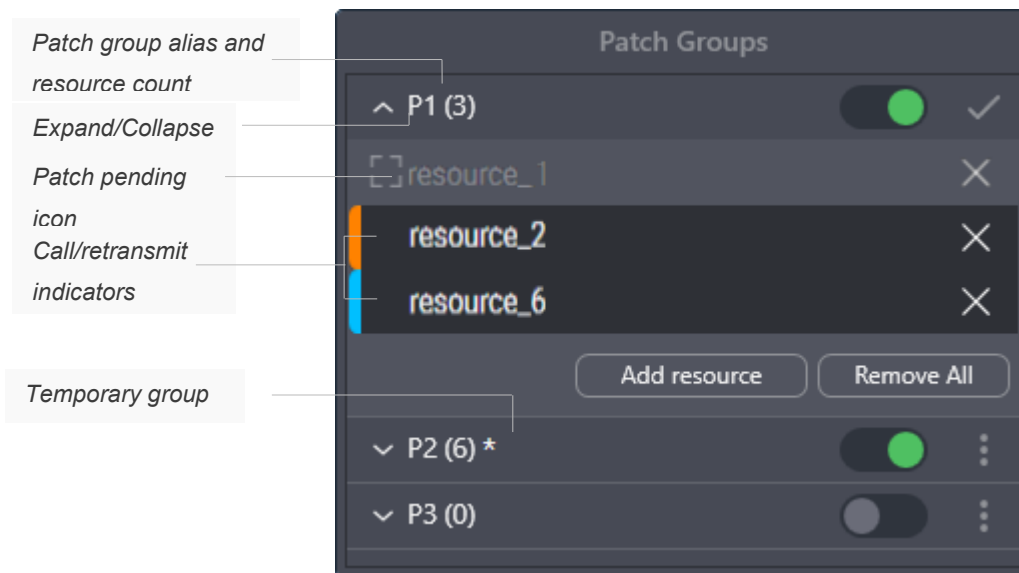 Patch group alias and
resource count
Expand/Collapse
Patch pending
icon
Call/retransmit
indicators
Temporary group
Patch Groups
P1 (3)
resource_1
resource_2
resource_6
Add resource Remove All
P2 (6) *
P3 (0)